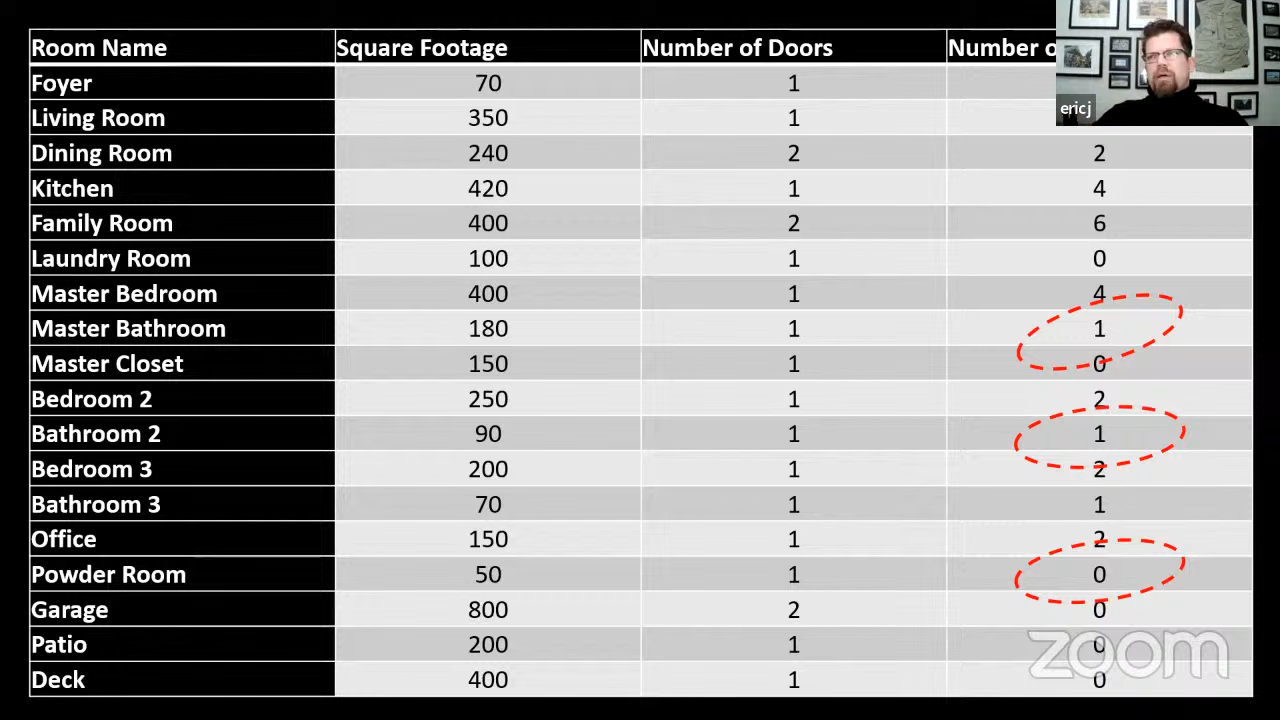 Room Name Square Footage Number of Doors Number
Foyer 70 1
Living Room 350 1
Dining Room 240 2 2
Kitchen 420 1 4
Family Room 400 2 6
Laundry Room 100 1 0
Master Bedroom 400 1 4
Master Bathroom 180 1 1
Master Closet 150 1 0
Bedroom 2 250 1 2
Bathroom 2 90 1 1
Bedroom 3 200 1 2
Bathroom 3 70 1 1
Office 150 1 2
Powder Room 50 1 0
Garage 800 2 0
Patio 200 1 0
Deck 400 1 0
ericj
zoom